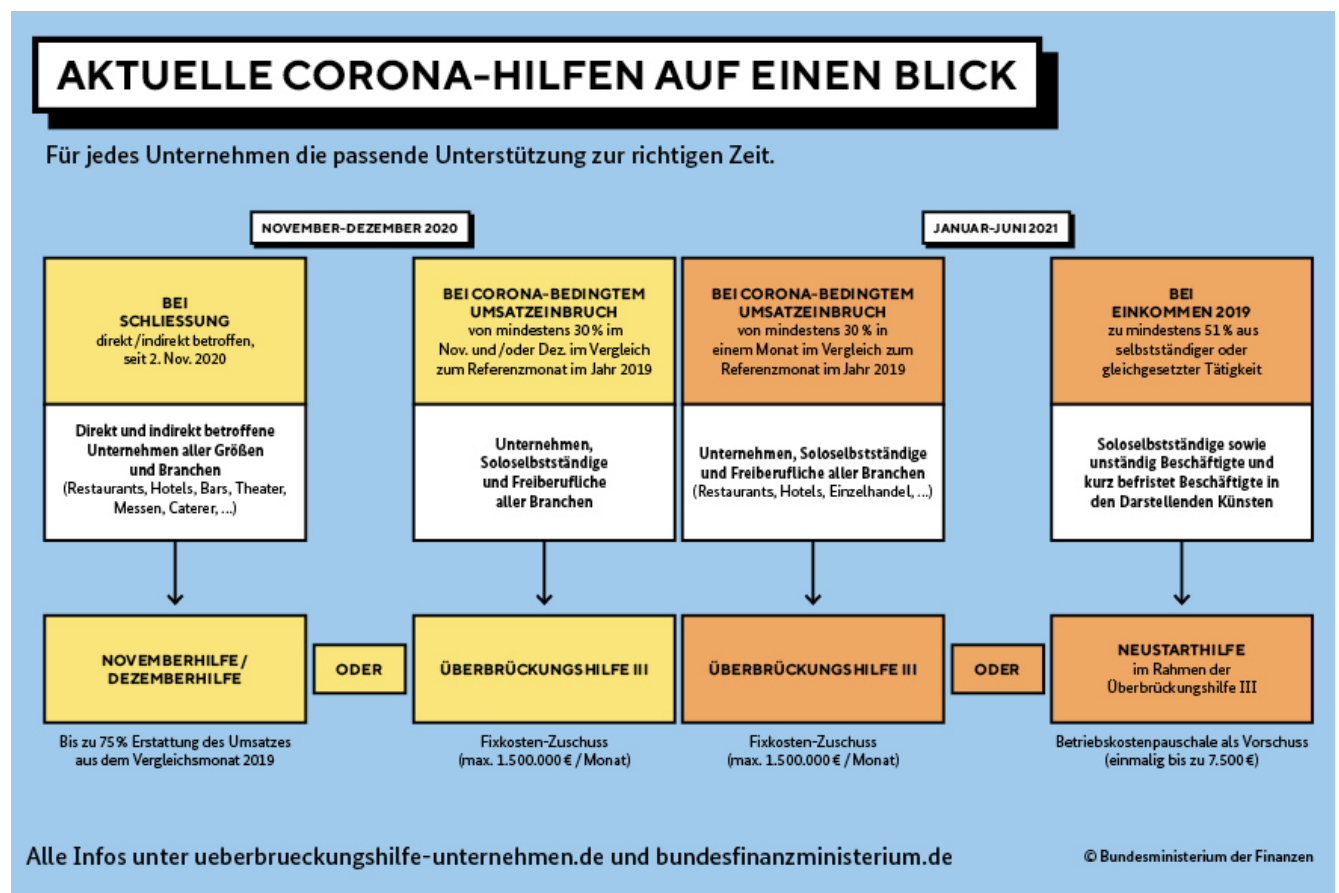 AKTUELLE CORONA-HILFEN AUF EINEN BLICK
Für jedes Unternehmen die passende Unterstützung zur richtigen Zeit.
NOVEMBER-DEZEMBER 2020
BEI
SCHLIESSUNG
direkt/indirekt betroffen,
seit 2. Nov. 2020
Direkt und indirekt betroffene
Unternehmen aller Größen
und Branchen
(Restaurants, Hotels, Bars, Theater,
Messen, Caterer, ...)
NOVEMBERHILFE/
DEZEMBERHILFE
Bis zu 75% Erstattung des Umsatzes
aus dem Vergleichsmonat 2019
ODER
BEI CORONA-BEDINGTEM
UMSATZEINBRUCH
von mindestens 30% im
Nov. und/oder Dez. im Vergleich
zum Referenzmonat im Jahr 2019
Unternehmen,
Soloselbstständige
und Freiberufliche
aller Branchen
ÜBERBRÜCKUNGSHILFE III
Fixkosten-Zuschuss
(max. 1.500.000 € / Monat)
JANUAR-JUNI 2021
BEI CORONA-BEDINGTEM
UMSATZEINBRUCH
von mindestens 30% in
einem Monat im Vergleich zum
Referenzmonat im Jahr 2019
Unternehmen, Soloselbstständige
und Freiberufliche aller Branchen
(Restaurants, Hotels, Einzelhandel, ...)
ÜBERBRÜCKUNGSHILFE III
Fixkosten-Zuschuss
(max. 1.500.000 € / Monat)
ODER
BEI
EINKOMMEN 2019
zu mindestens 51% aus
selbstständiger oder
gleichgesetzter Tätigkeit
Soloselbstständige sowie
unständig Beschäftigte und
kurz befristet Beschäftigte in
den Darstellenden Künsten
NEUSTARTHILFE
im Rahmen der
Überbrückungshilfe III
Betriebskostenpauschale als Vorschuss
(einmalig bis zu 7.500 €)
Alle Infos unter ueberbrueckungshilfe-unternehmen.de und bundesfinanzministerium.de
© Bundesministerium der Finanzen